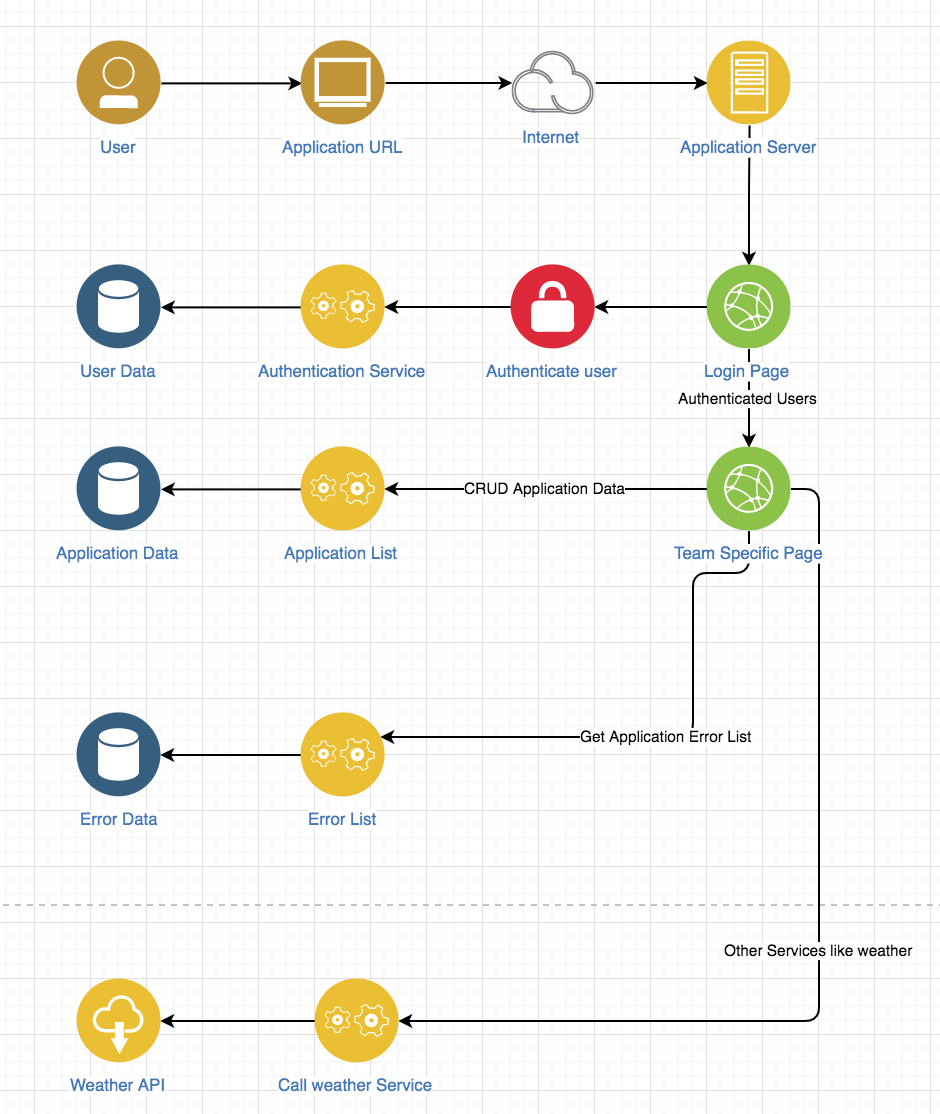 User
Application URL
Internet
Application Server
User Data
Authentication Service
Authenticate user
Login Page
Authenticated Users
CRUD Application Data
Application Data
Application List
Team Specific Page
Get Application Error List
Error Data
Error List
Other Services like weather
Weather API
Call weather Service